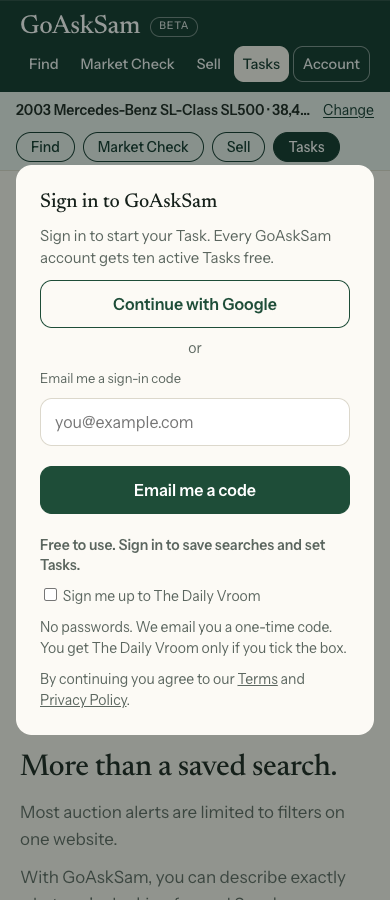 GoAskSam BETA
Find Market Check Sell Tasks Account
2003 Mercedes-Benz SL-Class SL500 · 38,4... Change
Find Market Check Sell Tasks
Sign in to GoAskSam
Sign in to start your Task. Every GoAskSam
account gets ten active Tasks free.
Continue with Google
or
Email me a sign-in code
you@example.com
Email me a code
Free to use. Sign in to save searches and set
Tasks.
Sign me up to The Daily Vroom
No passwords. We email you a one-time code.
You get The Daily Vroom only if you tick the box.
By continuing you agree to our Terms and
Privacy Policy.
More than a saved search.
Most auction alerts are limited to filters on
one website.
With GoAskSam, you can describe exactly